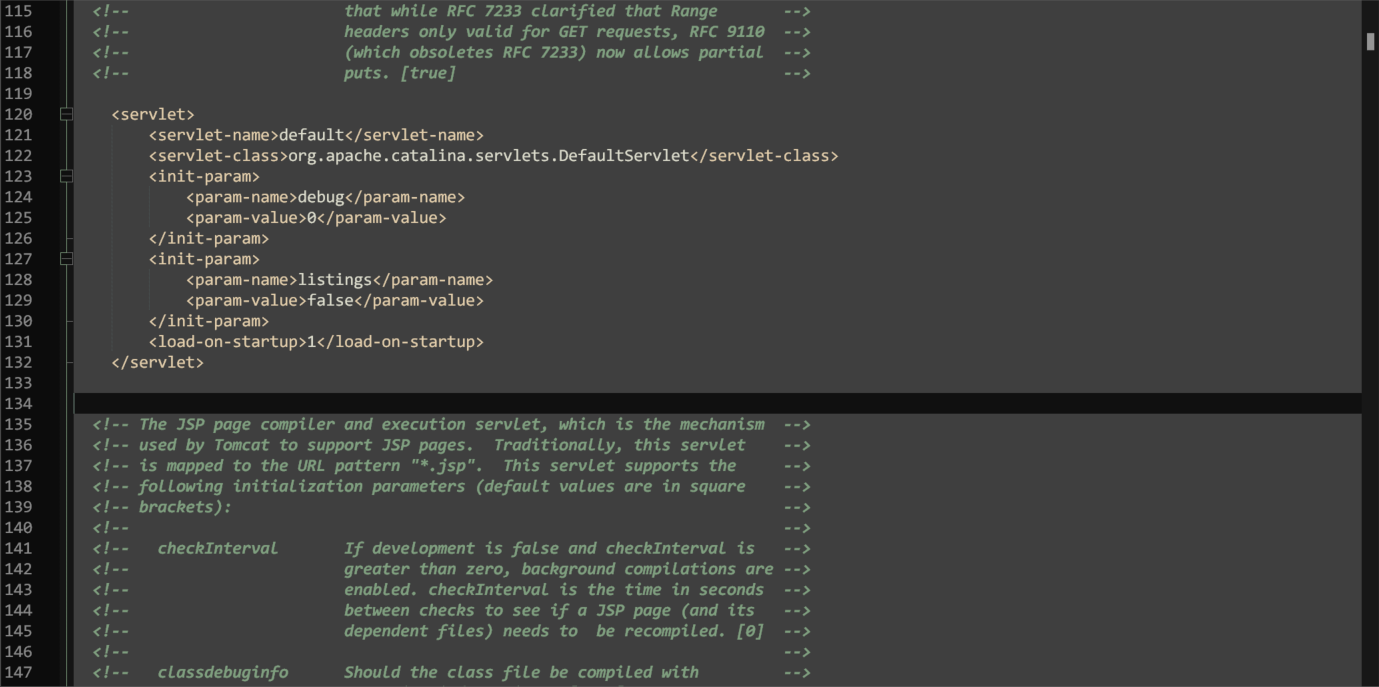 115 <!--                       that while RFC 7233 clarified that Range       -->
116 <!--                       headers only valid for GET requests, RFC 9110  -->
117 <!--                       (which obsoletes RFC 7233) now allows partial  -->
118 <!--                       puts. [true]                                   -->
119
120   <servlet>
121       <servlet-name>default</servlet-name>
122       <servlet-class>org.apache.catalina.servlets.DefaultServlet</servlet-class>
123       <init-param>
124           <param-name>debug</param-name>
125           <param-value>0</param-value>
126       </init-param>
127       <init-param>
128           <param-name>listings</param-name>
129           <param-value>false</param-value>
130       </init-param>
131       <load-on-startup>1</load-on-startup>
132   </servlet>
133
134
135 <!-- The JSP page compiler and execution servlet, which is the mechanism  -->
136 <!-- used by Tomcat to support JSP pages.  Traditionally, this servlet    -->
137 <!-- is mapped to the URL pattern "*.jsp".  This servlet supports the     -->
138 <!-- following initialization parameters (default values are in square    -->
139 <!-- brackets):                                                           -->
140 <!--                                                                      -->
141 <!--   checkInterval       If development is false and checkInterval is   -->
142 <!--                       greater than zero, background compilations are -->
143 <!--                       enabled. checkInterval is the time in seconds  -->
144 <!--                       between checks to see if a JSP page (and its   -->
145 <!--                       dependent files) needs to  be recompiled. [0]  -->
146 <!--                                                                      -->
147 <!--   classdebuginfo      Should the class file be compiled with         -->